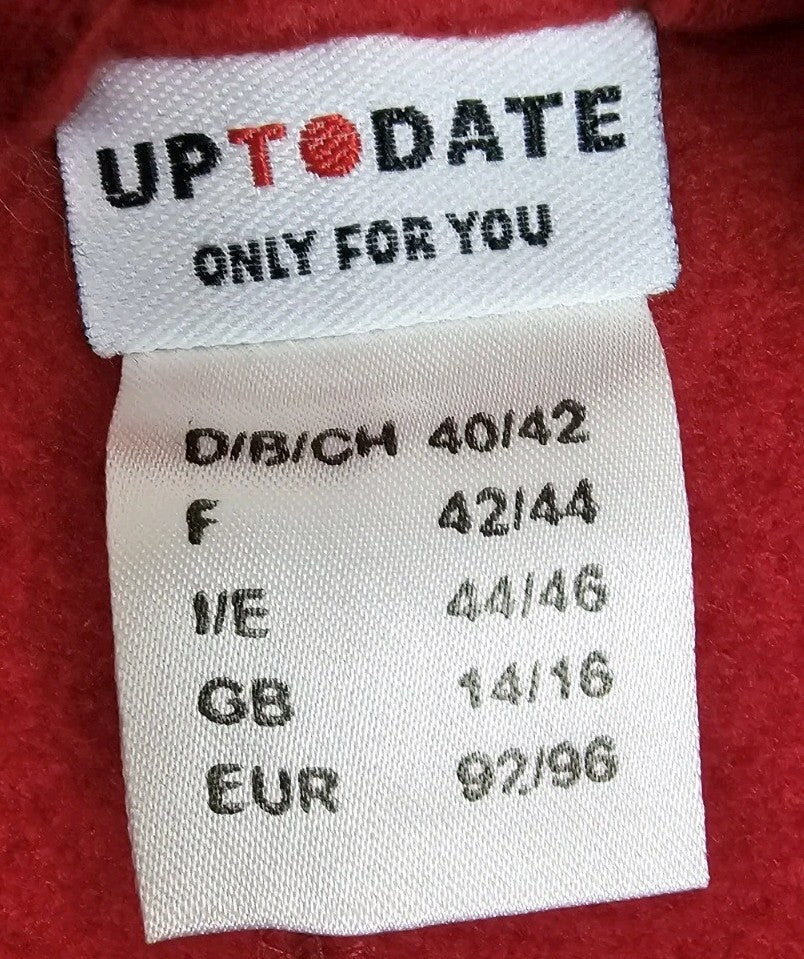 UPTODATE
ONLY FOR YOU
D/B/CH 40/42
F 42/44
I/E 44/46
GB 14/16
EUR 92/96